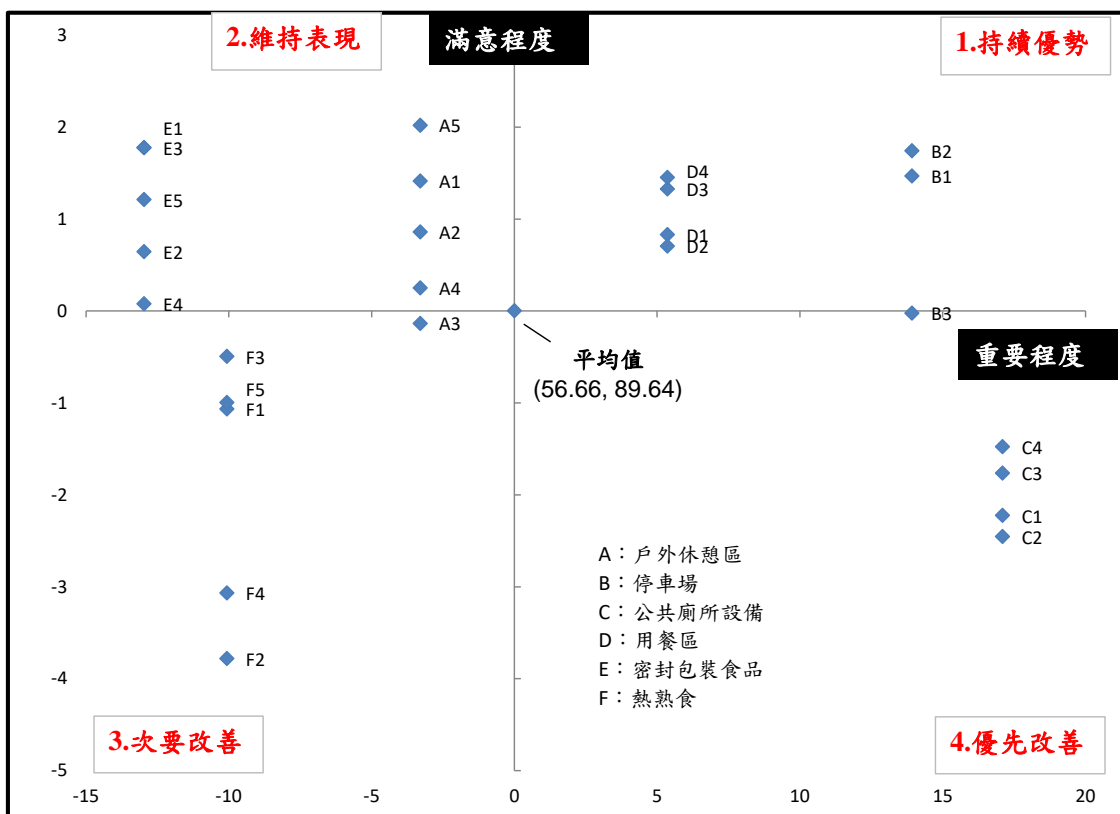 2.維持表現
滿意程度
1.持續優勢
3
2
1
0
-1
-2
-3
-4
-5
E1
E3
E5
E2
E4
A5
A1
A2
A4
A3
D4
D3
D1
D2
B2
B1
B3
平均值
(56.66, 89.64)
重要程度
F3
F5
F1
F4
F2
C4
C3
C1
C2
A：戶外休憩區
B：停車場
C：公共廁所設備
D：用餐區
E：密封包裝食品
F：熱熟食
3.次要改善
4.優先改善
-15 -10 -5 0 5 10 15 20